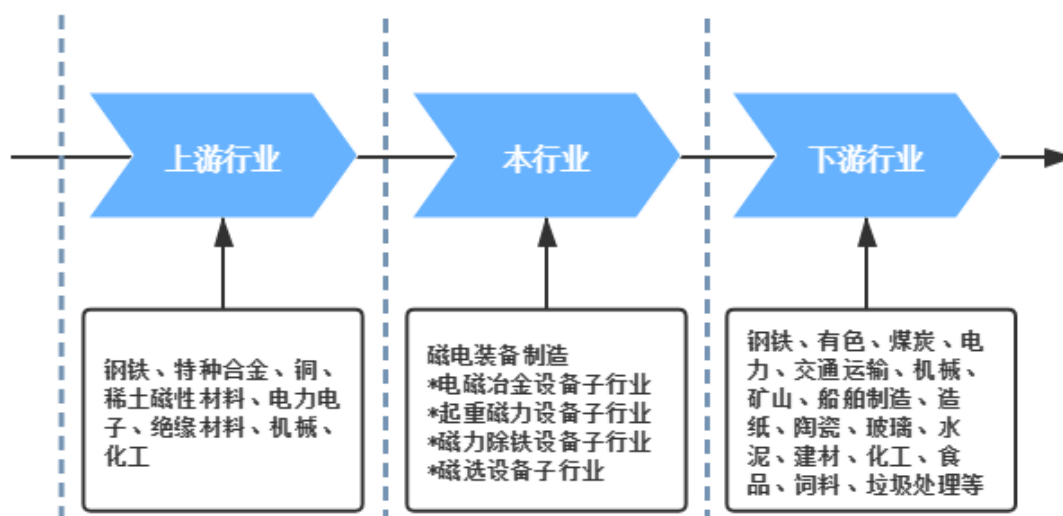 上游行业
本行业
下游行业
钢铁、特种合金、铜、
稀土磁性材料、电力电
子、绝缘材料、机械、
化工
磁电装备制造
*电磁冶金设备子行业
*起重磁力设备子行业
*磁力除铁设备子行业
*磁选设备子行业
钢铁、有色、煤炭、电
力、交通运输、机械、
矿山、船舶制造、造
纸、陶瓷、玻璃、水
泥、建材、化工、食
品、饲料、垃圾处理等